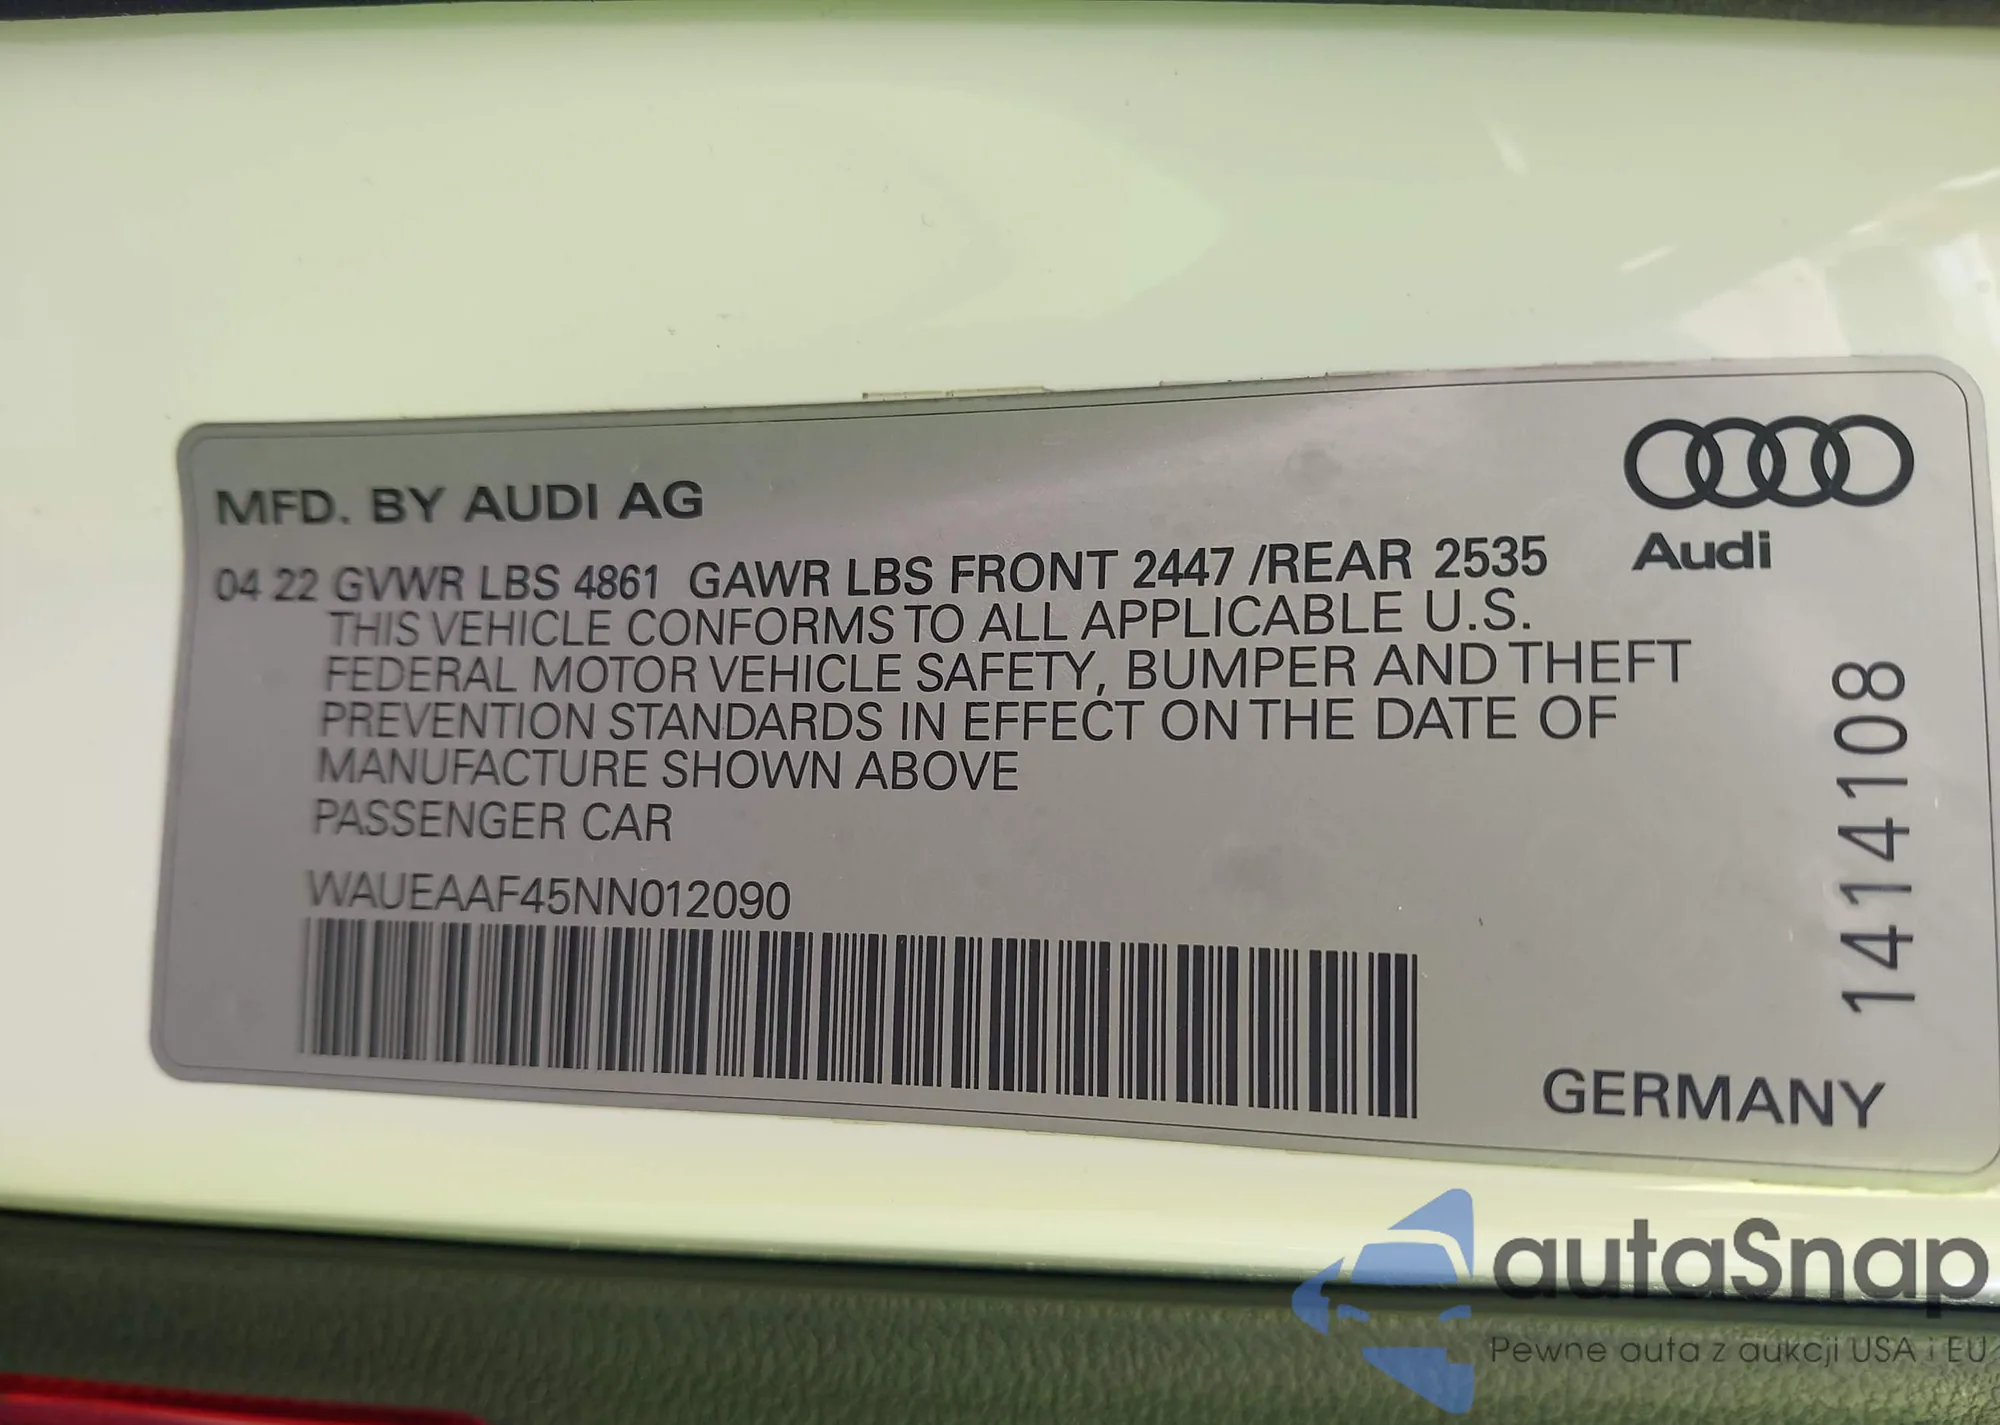 MFD. BY AUDI AG
Audi
04 22 GVWR LBS 4861 GAWR LBS FRONT 2447 /REAR 2535
THIS VEHICLE CONFORMS TO ALL APPLICABLE U.S.
FEDERAL MOTOR VEHICLE SAFETY, BUMPER AND THEFT
PREVENTION STANDARDS IN EFFECT ON THE DATE OF
MANUFACTURE SHOWN ABOVE
PASSENGER CAR
WAUEAAF45NN012090
1414108
GERMANY
autaSnap
Pewne auta z aukcji USA i EU